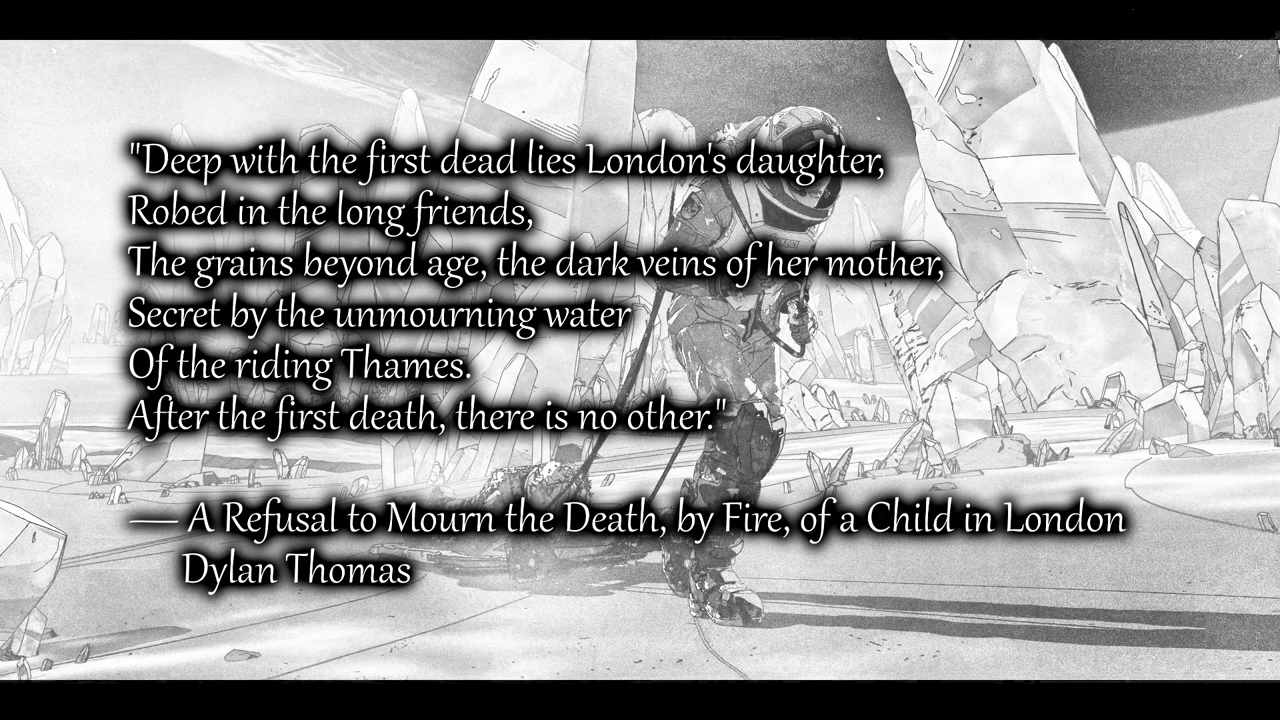 "Deep with the first dead lies London's daughter,
Robed in the long friends,
The grains beyond age, the dark veins of her mother,
Secret by the unmourning water
Of the riding Thames.
After the first death, there is no other."
— A Refusal to Mourn the Death, by Fire, of a Child in London
Dylan Thomas